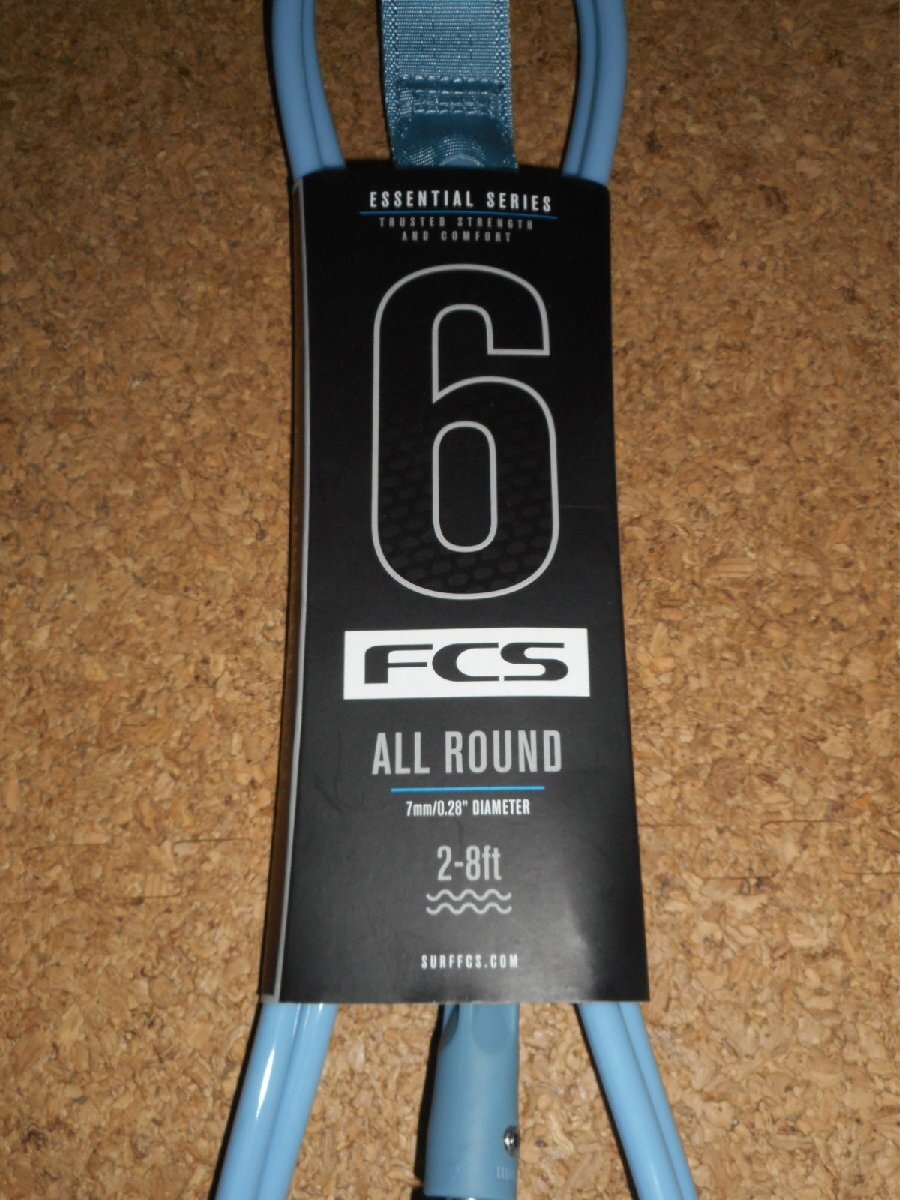 ESSENTIAL SERIES
TRUSTED STRENGTH
AND COMFORT
6
FCS
ALL ROUND
7mm/0.28" DIAMETER
2-8ft
SURFFCS.COM